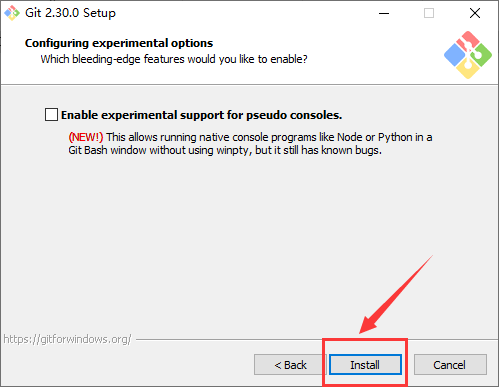 Git 2.30.0 Setup
Configuring experimental options
Which bleeding-edge features would you like to enable?
Enable experimental support for pseudo consoles.
(NEW!) This allows running native console programs like Node or Python in a
Git Bash window without using winpty, but it still has known bugs.
https://gitforwindows.org/
< Back
Install
Cancel